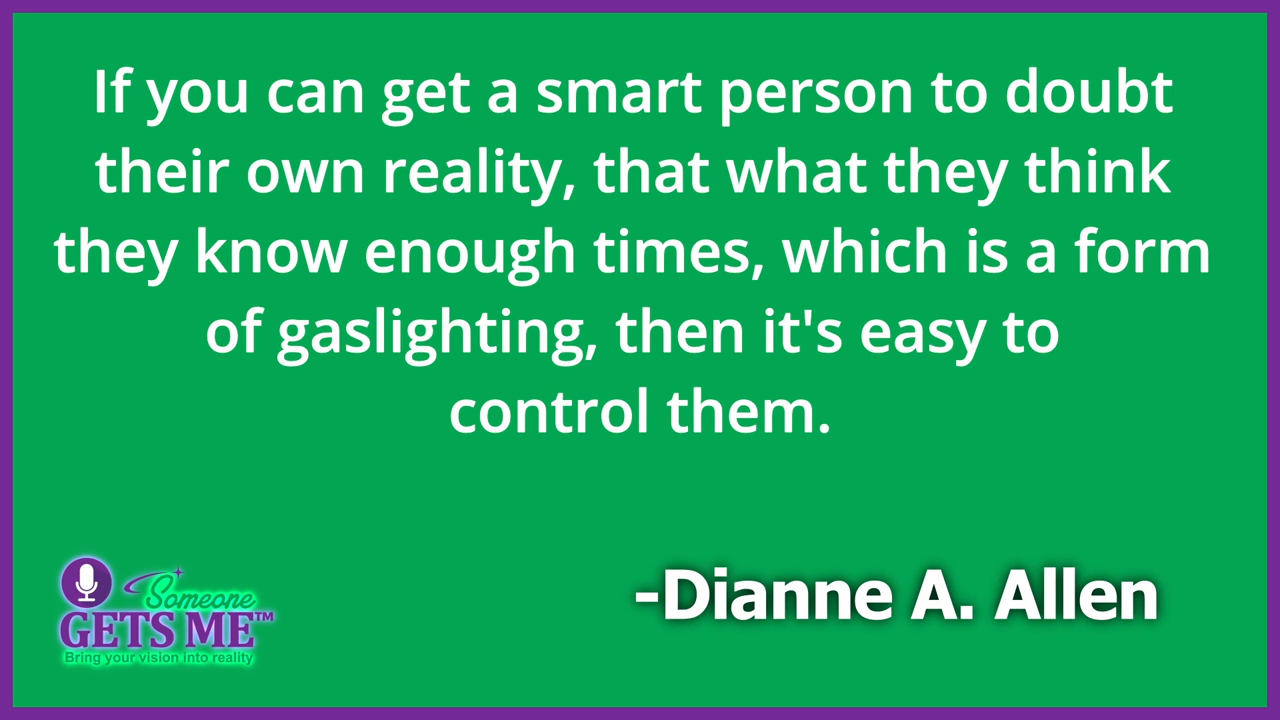 If you can get a smart person to doubt
their own reality, that what they think
they know enough times, which is a form
of gaslighting, then it's easy to
control them.
-Dianne A. Allen
Someone
GETS ME™
Bring your vision into reality